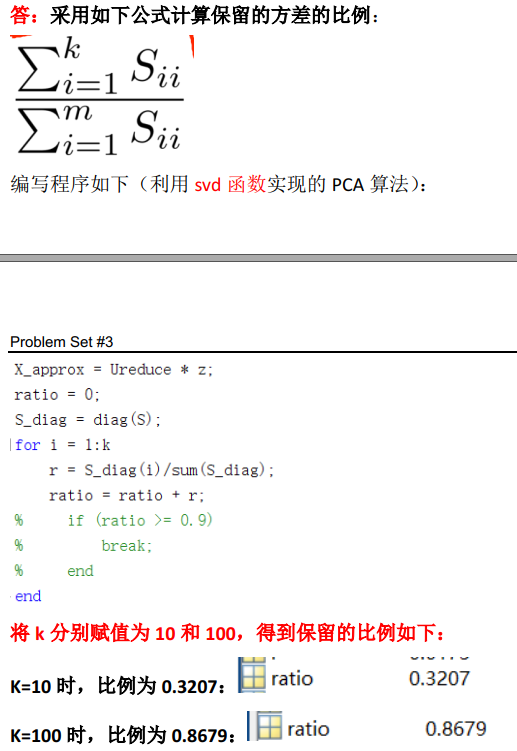 答：采用如下公式计算保留的方差的比例：
\frac{\sum_{i=1}^{k} S_{ii}}{\sum_{i=1}^{m} S_{ii}}
编写程序如下（利用 svd 函数实现的 PCA 算法）：
Problem Set #3
X_approx = Ureduce * z;
ratio = 0;
S_diag = diag(S);
for i = 1:k
    r = S_diag(i)/sum(S_diag);
    ratio = ratio + r;
%     if (ratio >= 0.9)
%         break;
%     end
end
将 k 分别赋值为 10 和 100，得到保留的比例如下：
K=10 时，比例为 0.3207： ratio 0.3207
K=100 时，比例为 0.8679： ratio 0.8679